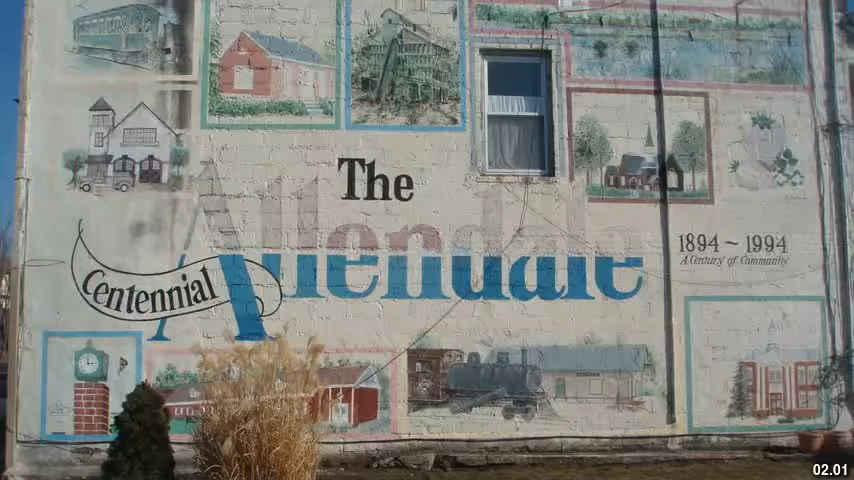 The
Allendale
Centennial
1894 ~ 1994
A Century of Community
02.01